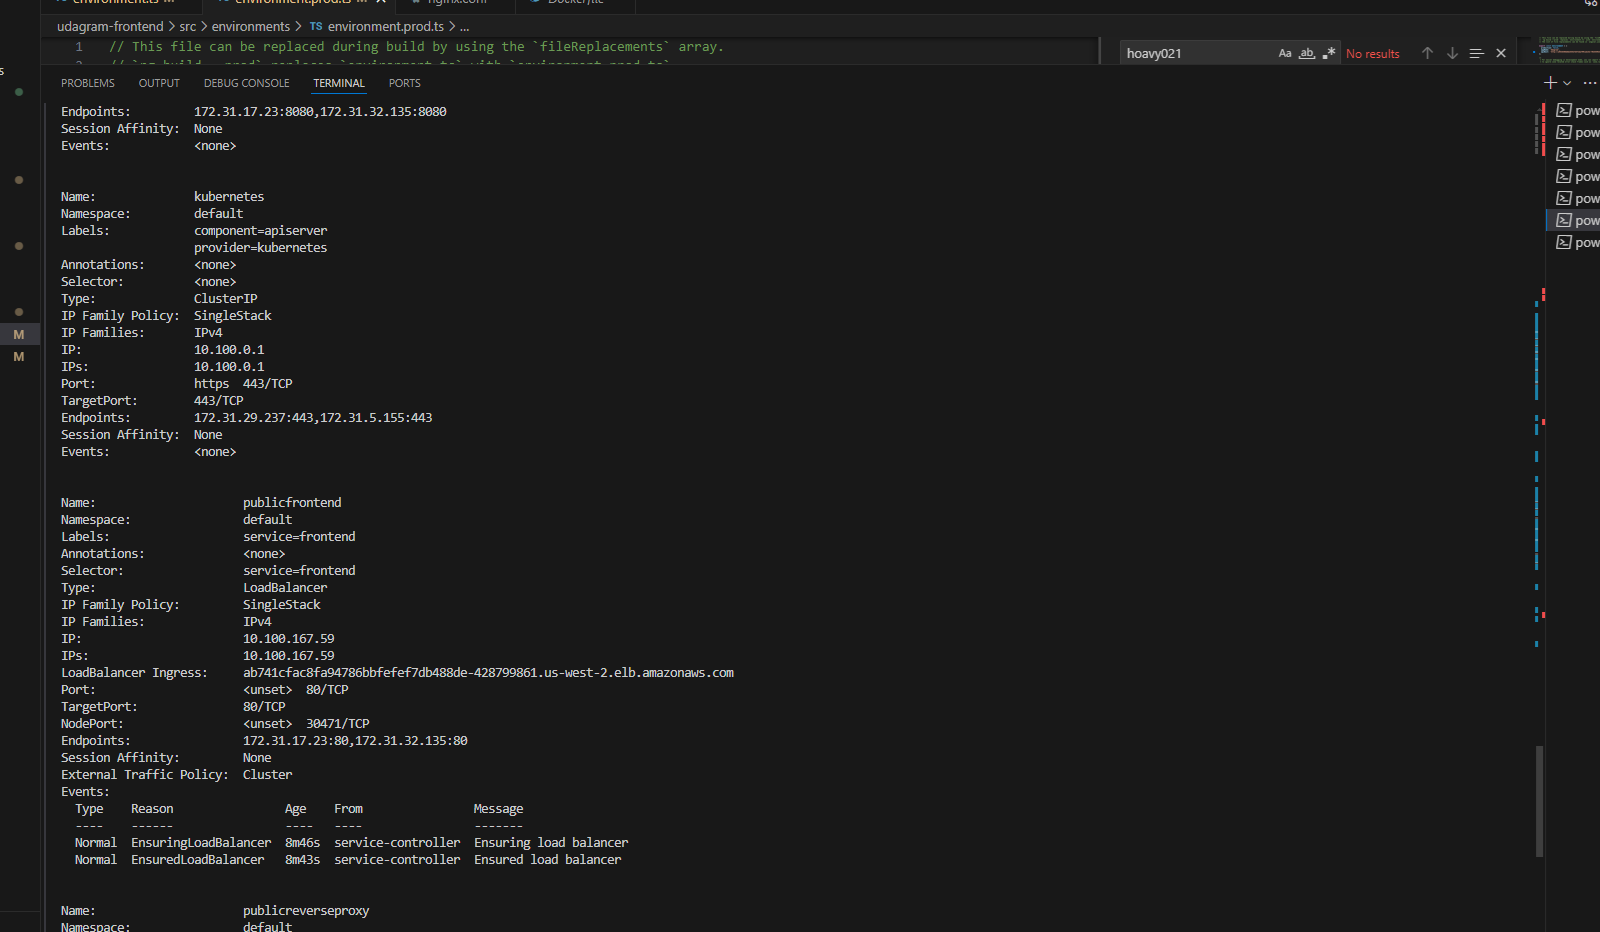 environment.ts ... environment.prod.ts ... nginx.conf Dockerfile
udagram-frontend > src > environments > TS environment.prod.ts > ...
1 // This file can be replaced during build by using the `fileReplacements` array.
hoavy021 Aa ab .* No results
PROBLEMS OUTPUT DEBUG CONSOLE TERMINAL PORTS
Endpoints: 172.31.17.23:8080,172.31.32.135:8080
Session Affinity: None
Events: <none>
Name: kubernetes
Namespace: default
Labels: component=apiserver
provider=kubernetes
Annotations: <none>
Selector: <none>
Type: ClusterIP
IP Family Policy: SingleStack
IP Families: IPv4
IP: 10.100.0.1
IPs: 10.100.0.1
Port: https 443/TCP
TargetPort: 443/TCP
Endpoints: 172.31.29.237:443,172.31.5.155:443
Session Affinity: None
Events: <none>
Name: publicfrontend
Namespace: default
Labels: service=frontend
Annotations: <none>
Selector: service=frontend
Type: LoadBalancer
IP Family Policy: SingleStack
IP Families: IPv4
IP: 10.100.167.59
IPs: 10.100.167.59
LoadBalancer Ingress: ab741cfac8fa94786bbfefef7db488de-428799861.us-west-2.elb.amazonaws.com
Port: <unset> 80/TCP
TargetPort: 80/TCP
NodePort: <unset> 30471/TCP
Endpoints: 172.31.17.23:80,172.31.32.135:80
Session Affinity: None
External Traffic Policy: Cluster
Events:
Type Reason Age From Message
---- ------ ---- ---- -------
Normal EnsuringLoadBalancer 8m46s service-controller Ensuring load balancer
Normal EnsuredLoadBalancer 8m43s service-controller Ensured load balancer
Name: publicreverseproxy
Namespace: default
s
M
M
pow
pow
pow
pow
pow
pow
pow